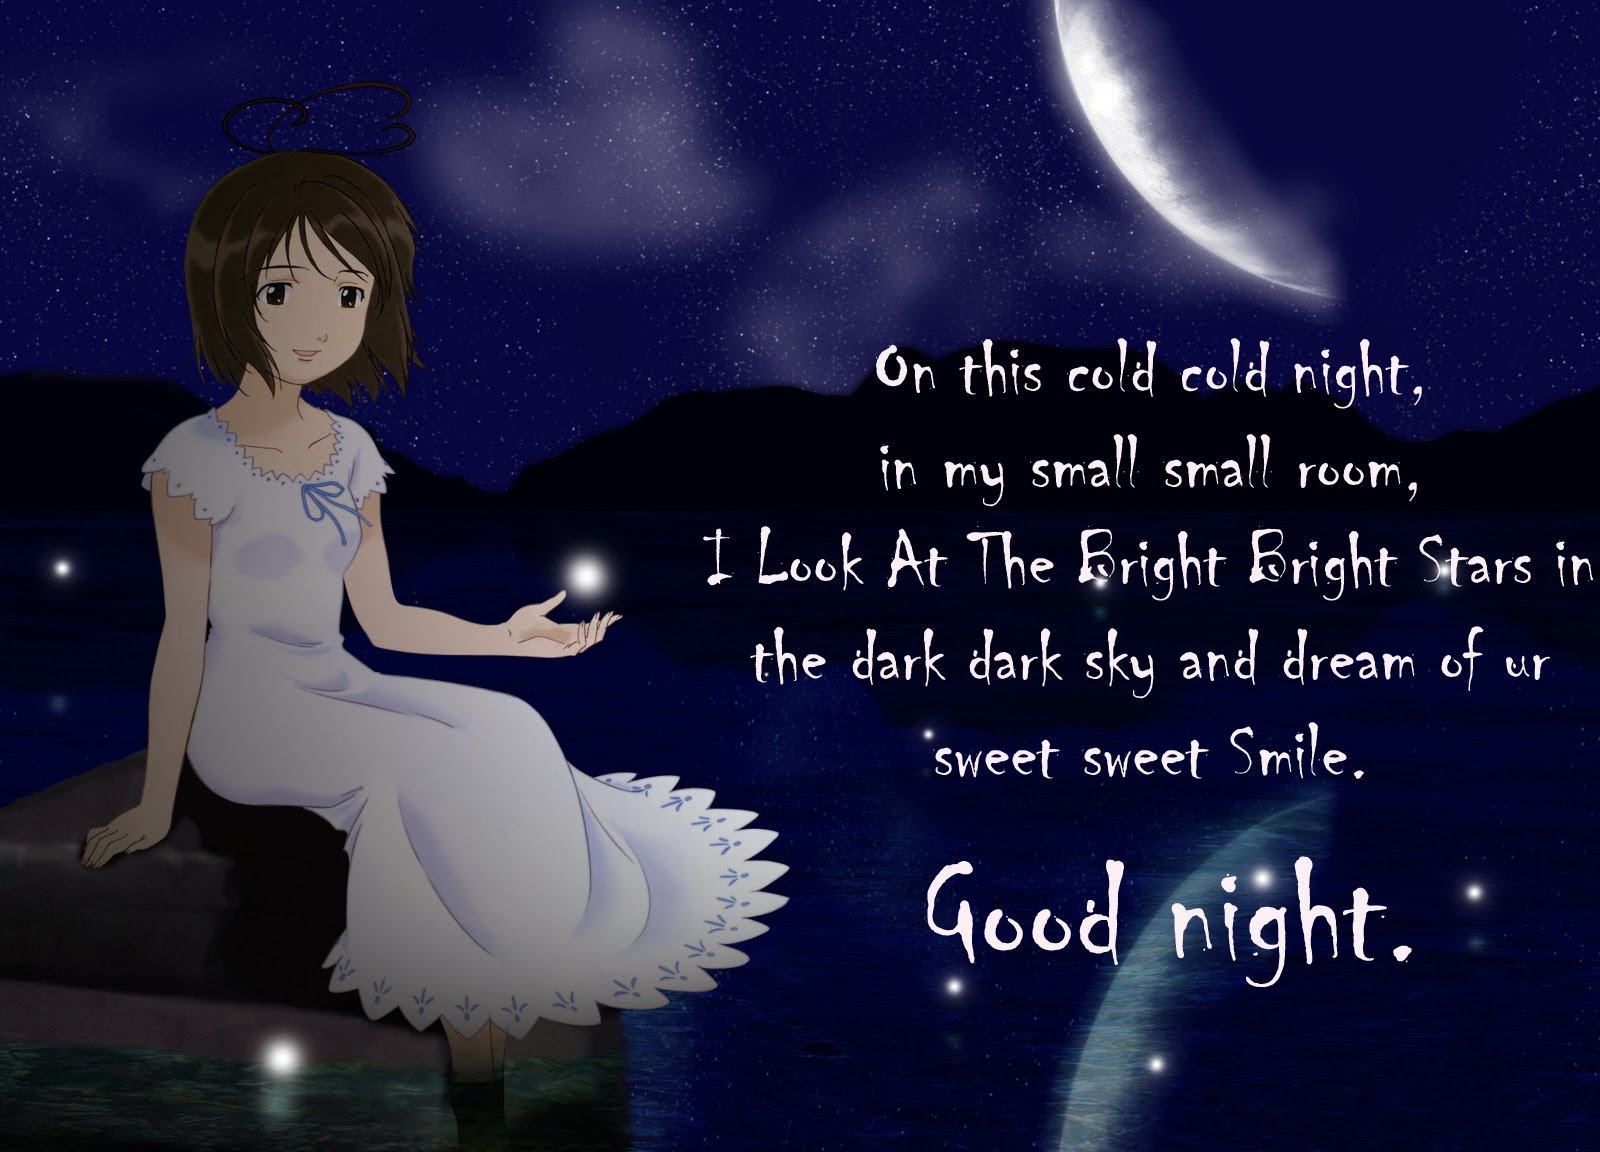 On this cold cold night,
in my small small room,
I Look At The Bright Bright Stars in
the dark dark sky and dream of ur
sweet sweet Smile.
Good night.